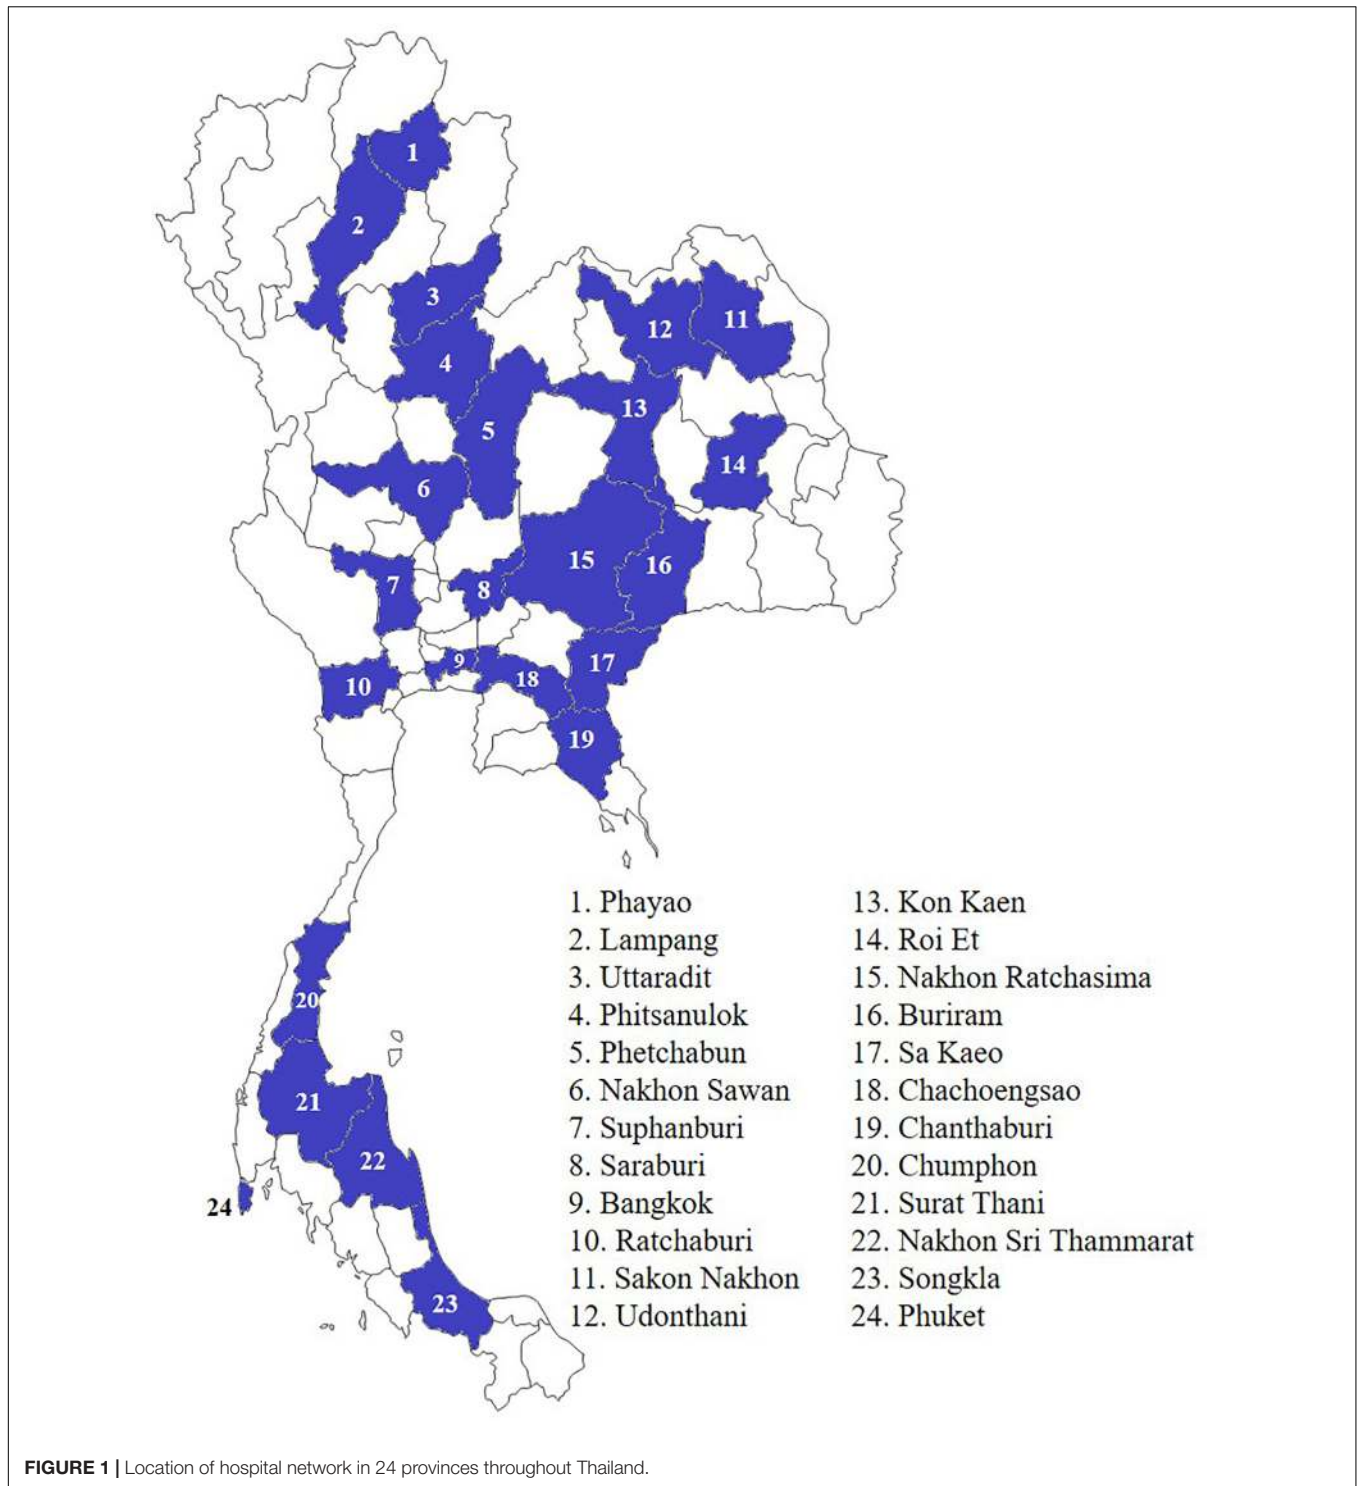 1
2
3
4
5
6
7
8
9
10
11
12
13
14
15
16
17
18
19
20
21
22
23
24
1. Phayao
2. Lampang
3. Uttaradit
4. Phitsanulok
5. Phetchabun
6. Nakhon Sawan
7. Suphanburi
8. Saraburi
9. Bangkok
10. Ratchaburi
11. Sakon Nakhon
12. Udonthani
13. Kon Kaen
14. Roi Et
15. Nakhon Ratchasima
16. Buriram
17. Sa Kaeo
18. Chachoengsao
19. Chanthaburi
20. Chumphon
21. Surat Thani
22. Nakhon Sri Thammarat
23. Songkla
24. Phuket
FIGURE 1 | Location of hospital network in 24 provinces throughout Thailand.